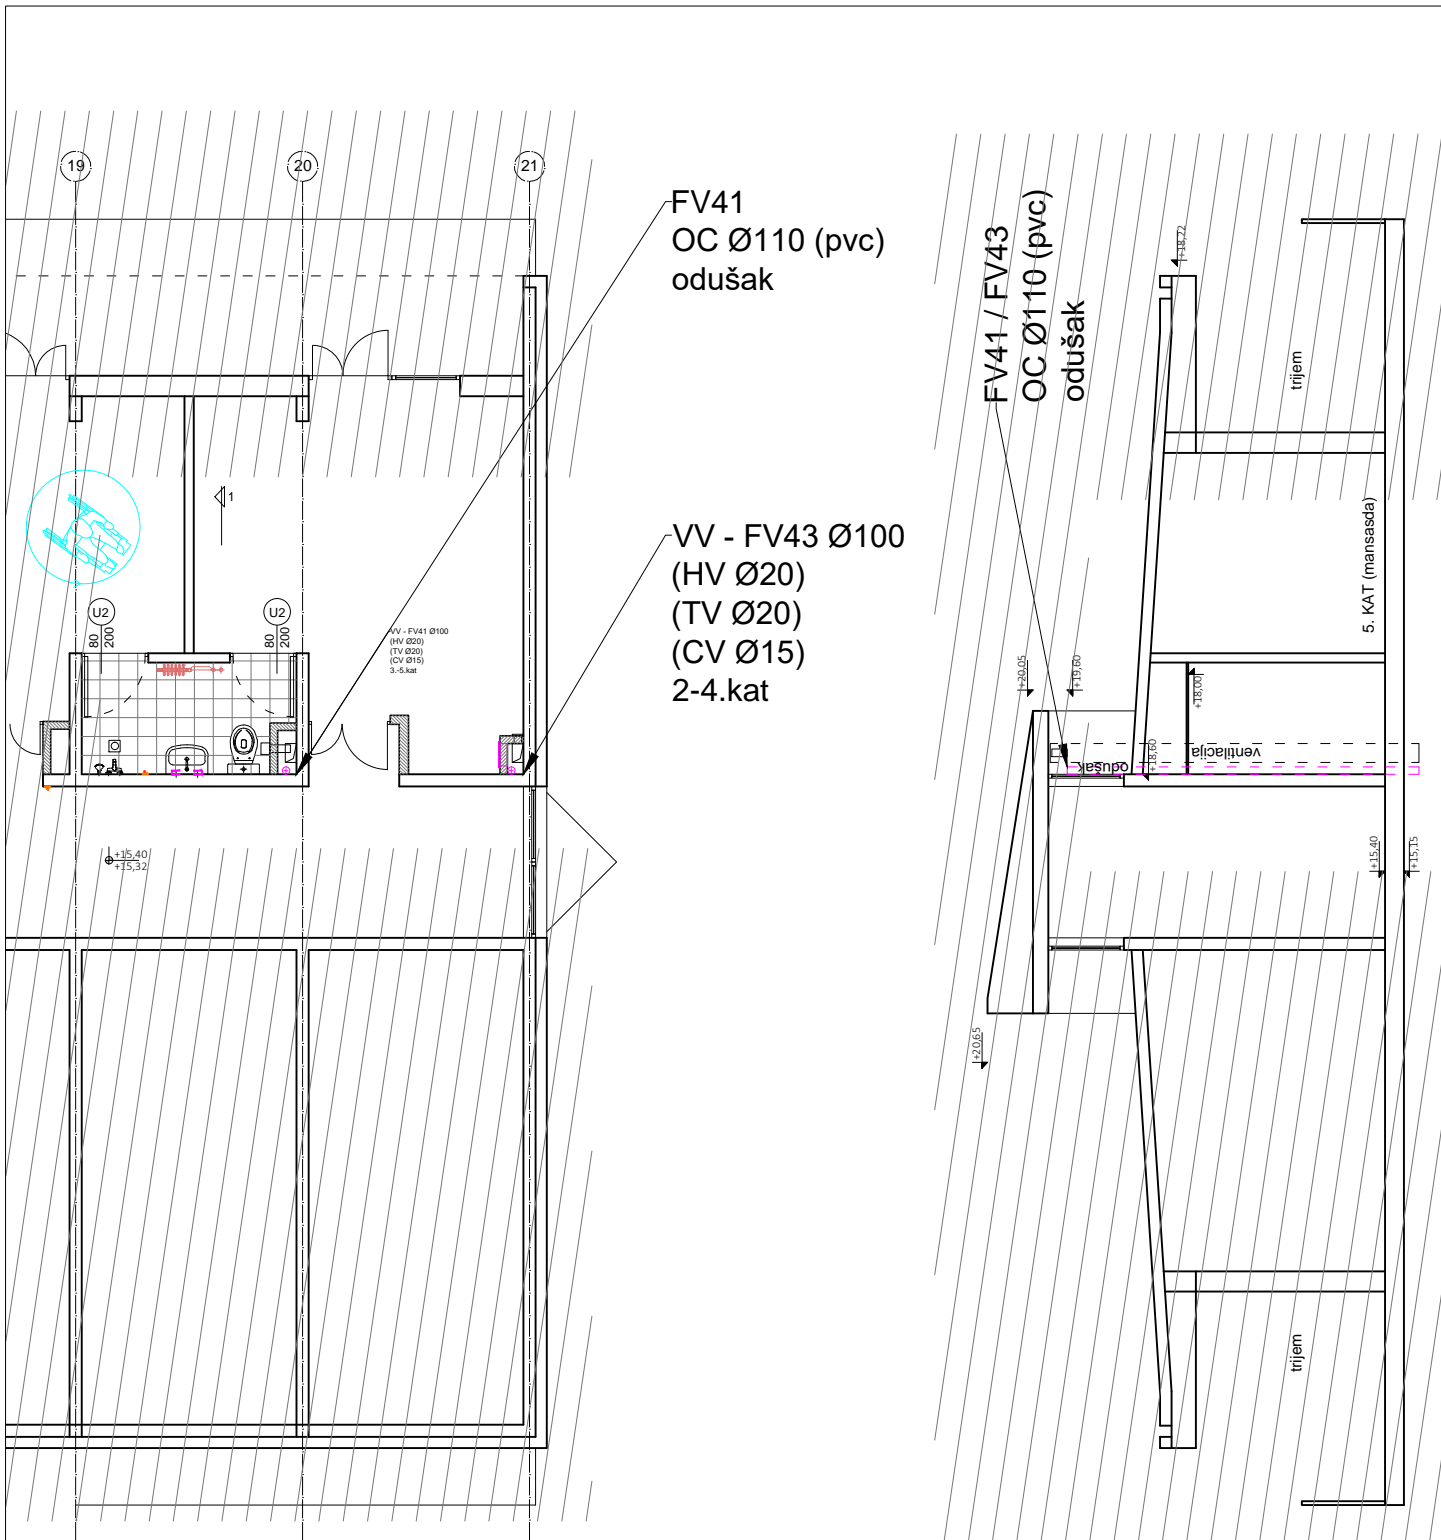 19
20
21
FV41
OC Ø110 (pvc)
odušak
1
VV - FV43 Ø100
(HV Ø20)
(TV Ø20)
(CV Ø15)
2-4.kat
U2
80
200
U2
80
200
VV - FV41 Ø100
(HV Ø20)
(TV Ø20)
(CV Ø15)
3.-5.kat
+15,40
+15,32
FV41 / FV43
OC Ø110 (pvc)
odušak
+18,22
trijem
5. KAT (mansasda)
+20,05
+19,60
+18,00
+18,60
ventilacija
odušak
+15,40
+15,15
+20,65
trijem